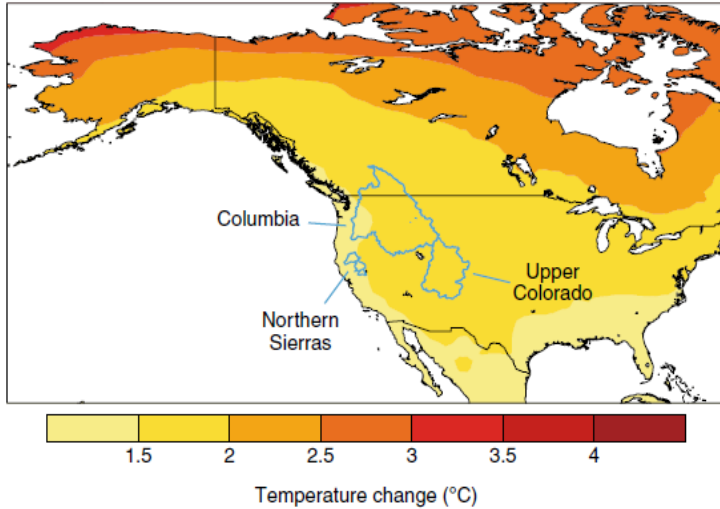 Columbia
Upper
Colorado
Northern
Sierras
1.5 2 2.5 3 3.5 4
Temperature change (°C)